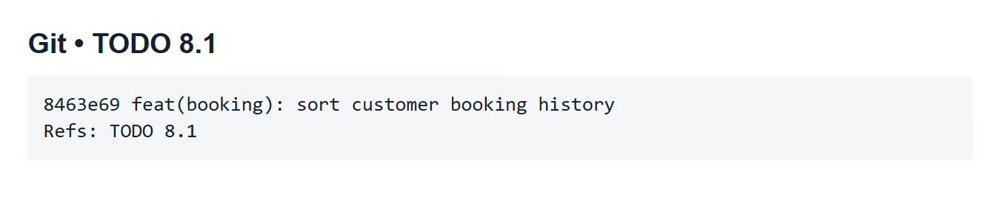 Git • TODO 8.1
8463e69 feat(booking): sort customer booking history
Refs: TODO 8.1